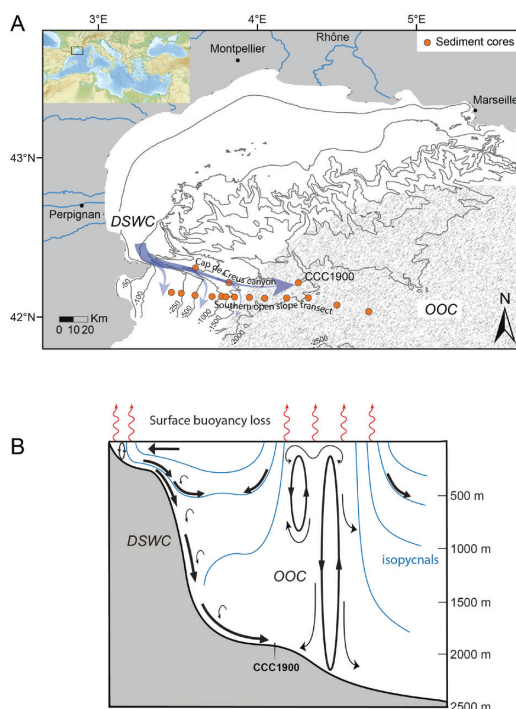 A
3°E
4°E
5°E
Rhône
Montpellier
Sediment cores
Marseille
43°N
Perpignan
DSWC
Cap de Creus canyon
CCC1900
-50
-100
-250
-500
-1000
-1500
-2000
Southern open slope transect
42°N
OOC
-2500
Km
0 10 20
N
B
Surface buoyancy loss
500 m
DSWC
1000 m
isopycnals
OOC
1500 m
CCC1900
2000 m
2500 m